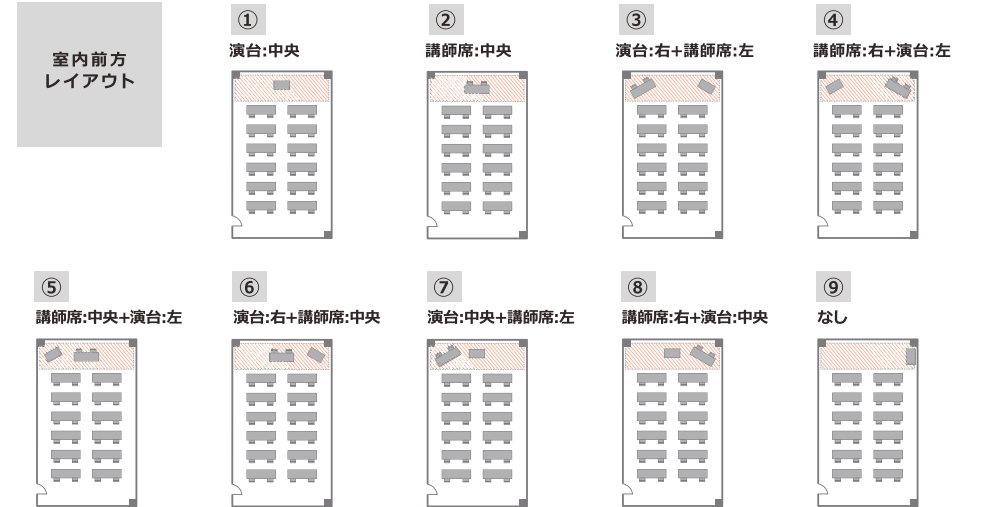 室内前方
レイアウト
①
演台:中央
②
講師席:中央
③
演台:右+講師席:左
④
講師席:右+演台:左
⑤
講師席:中央+演台:左
⑥
演台:右+講師席:中央
⑦
演台:中央+講師席:左
⑧
講師席:右+演台:中央
⑨
なし